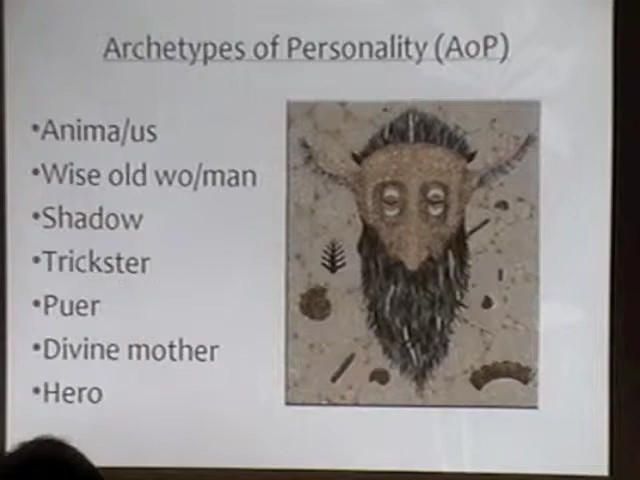 Archetypes of Personality (AoP)
•Anima/us
•Wise old wo/man
•Shadow
•Trickster
•Puer
•Divine mother
•Hero